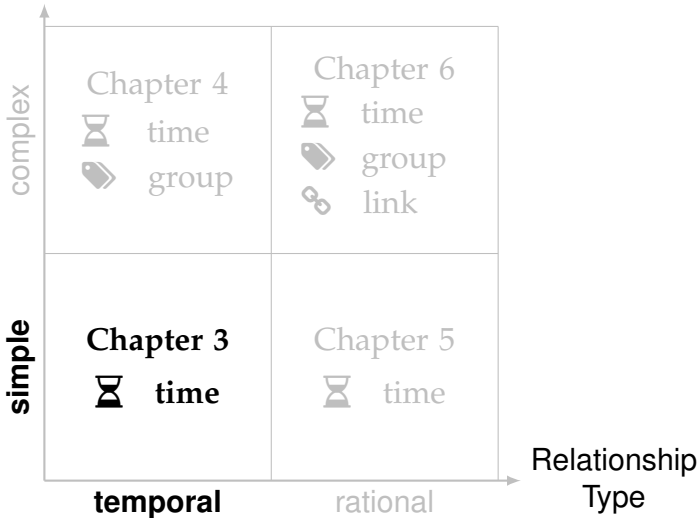 complex
Chapter 4
time
group
Chapter 6
time
group
link
simple
Chapter 3
time
Chapter 5
time
temporal
rational
Relationship
Type